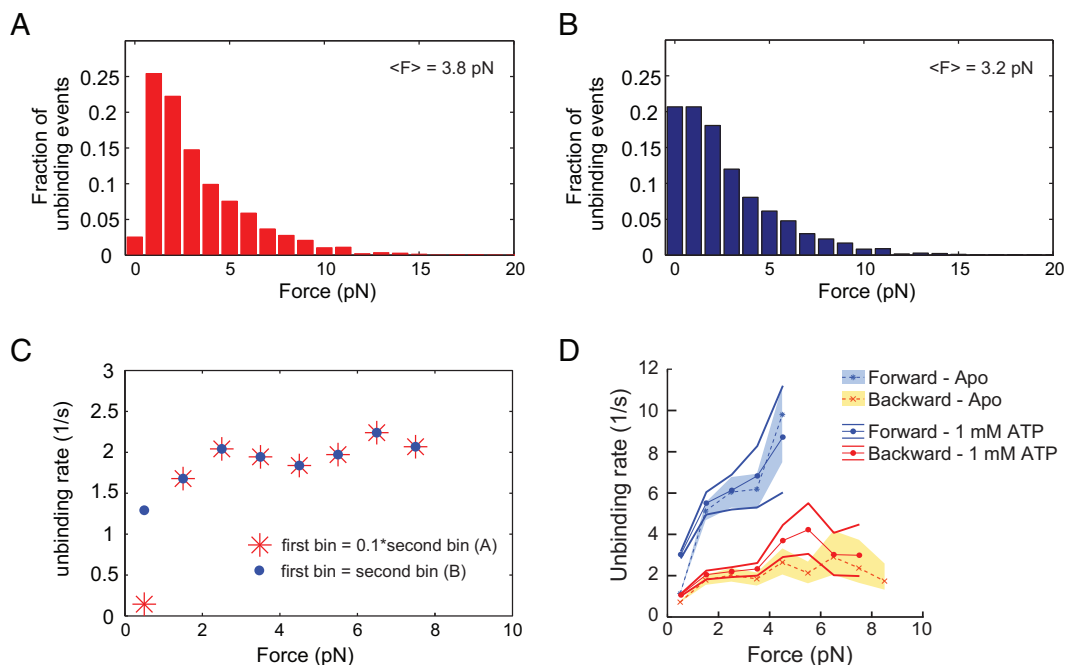 A
<F> = 3.8 pN
Fraction of
unbinding events
0.25
0.2
0.15
0.1
0.05
0
0 5 10 15 20
Force (pN)
B
<F> = 3.2 pN
Fraction of
unbinding events
0.25
0.2
0.15
0.1
0.05
0
0 5 10 15 20
Force (pN)
C
unbinding rate (1/s)
3
2.5
2
1.5
1
0.5
0
first bin = 0.1*second bin (A)
first bin = second bin (B)
0 2 4 6 8 10
Force (pN)
D
Unbinding rate (1/s)
12
10
8
6
4
2
0
Forward - Apo
Backward - Apo
Forward - 1 mM ATP
Backward - 1 mM ATP
0 2 4 6 8 10
Force (pN)